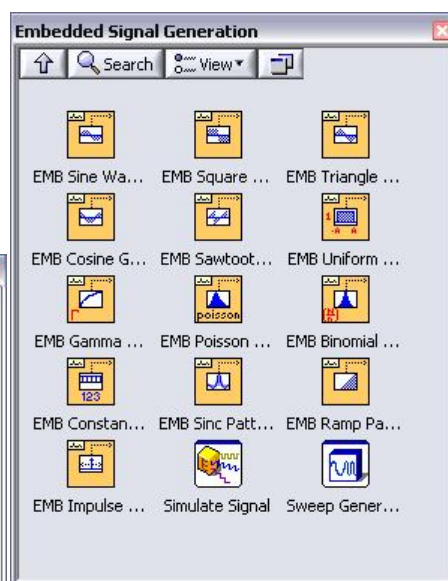 Embedded Signal Generation
Search View
EMB Sine Wa... EMB Square ... EMB Triangle ...
1
-A A
EMB Cosine G... EMB Sawtoot... EMB Uniform ...
Γ poisson
EMB Gamma ... EMB Poisson ... EMB Binomial ...
123
EMB Constan... EMB Sinc Patt... EMB Ramp Pa...
EMB Impulse ... Simulate Signal Sweep Gener...